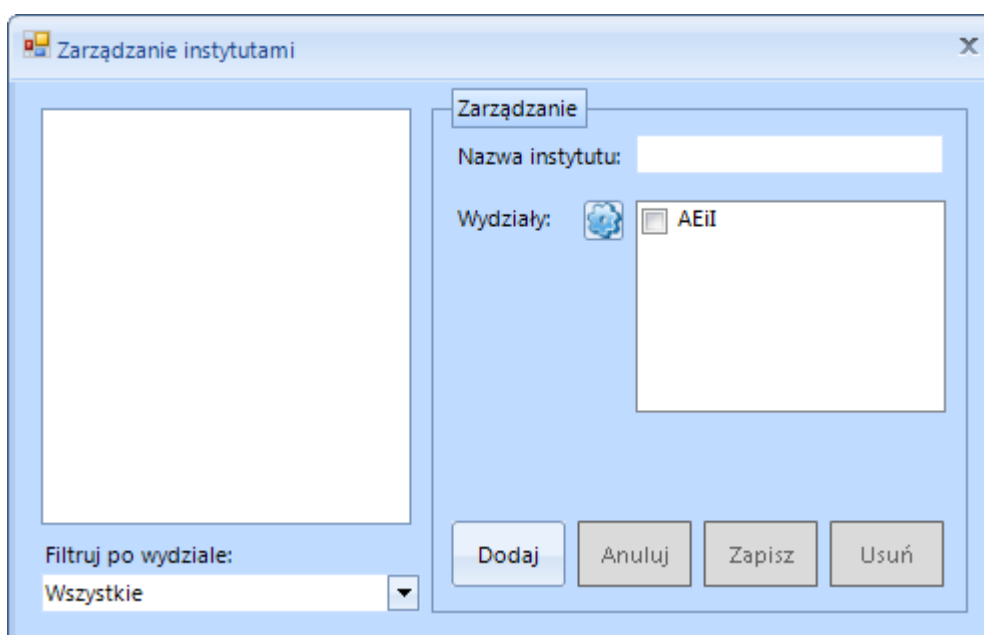 Zarządzanie instytutami
Zarządzanie
Nazwa instytutu:
Wydziały:
AEiI
Filtruj po wydziale:
Wszystkie
Dodaj
Anuluj
Zapisz
Usuń